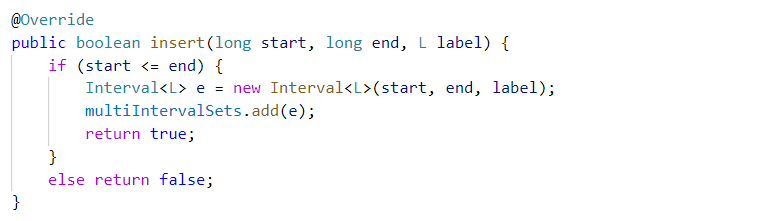 @Override
public boolean insert(long start, long end, L label) {
    if (start <= end) {
        Interval<L> e = new Interval<L>(start, end, label);
        multiIntervalSets.add(e);
        return true;
    }
    else return false;
}